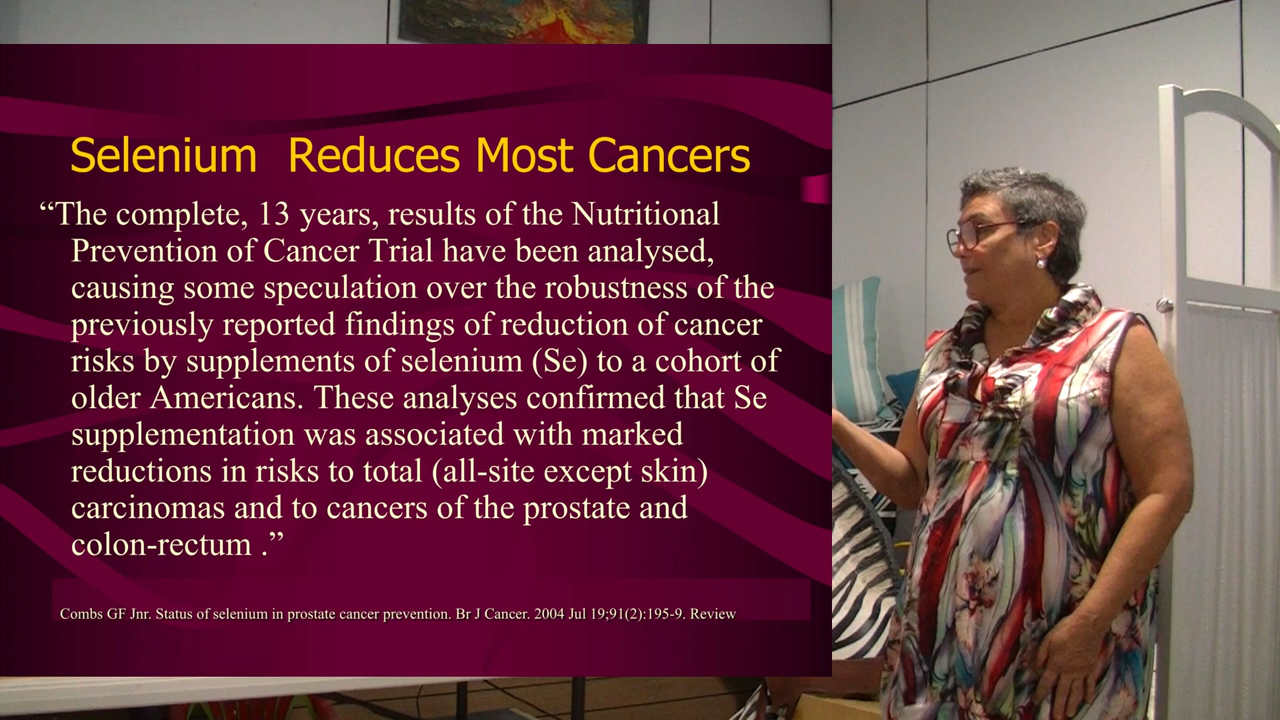 Selenium  Reduces Most Cancers
“The complete, 13 years, results of the Nutritional
Prevention of Cancer Trial have been analysed,
causing some speculation over the robustness of the
previously reported findings of reduction of cancer
risks by supplements of selenium (Se) to a cohort of
older Americans. These analyses confirmed that Se
supplementation was associated with marked
reductions in risks to total (all-site except skin)
carcinomas and to cancers of the prostate and
colon-rectum .”
Combs GF Jnr. Status of selenium in prostate cancer prevention. Br J Cancer. 2004 Jul 19;91(2):195-9. Review